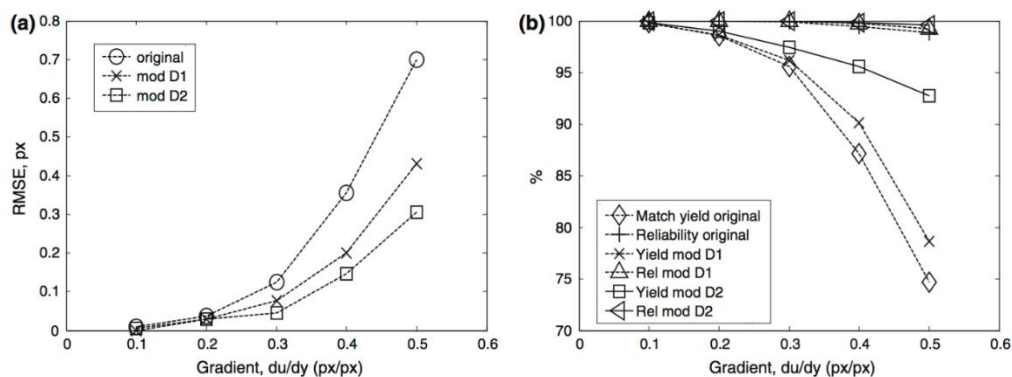 (a)
0.8
0.7
0.6
0.5
0.4
0.3
0.2
0.1
0
RMSE, px
original
mod D1
mod D2
0 0.1 0.2 0.3 0.4 0.5 0.6
Gradient, du/dy (px/px)
(b)
100
95
90
85
80
75
70
%
Match yield original
Reliability original
Yield mod D1
Rel mod D1
Yield mod D2
Rel mod D2
0 0.1 0.2 0.3 0.4 0.5 0.6
Gradient, du/dy (px/px)